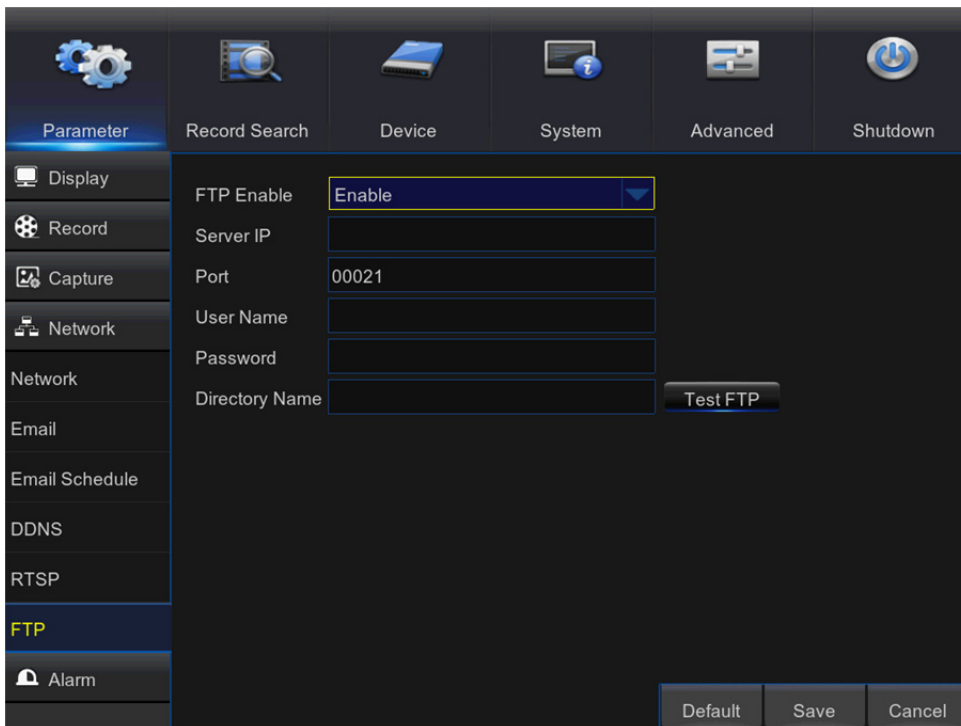 Parameter Record Search Device System Advanced Shutdown
Display
Record
Capture
Network
Network
Email
Email Schedule
DDNS
RTSP
FTP
Alarm
FTP Enable Enable
Server IP
Port 00021
User Name
Password
Directory Name Test FTP
Default Save Cancel